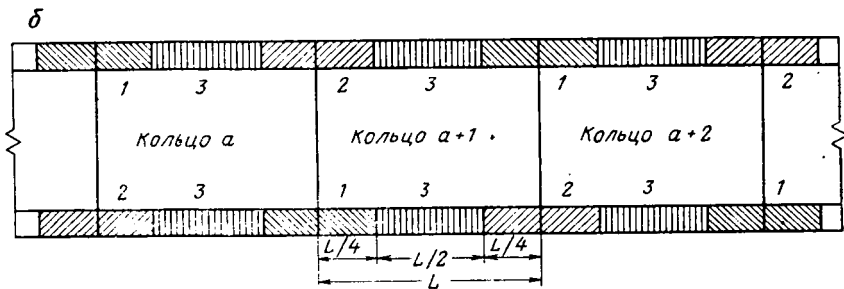 б
1 3 2 3 1 3 2
Кольцо а Кольцо а+1 Кольцо а+2
2 3 1 3 2 3 1
L/4 L/2 L/4
L